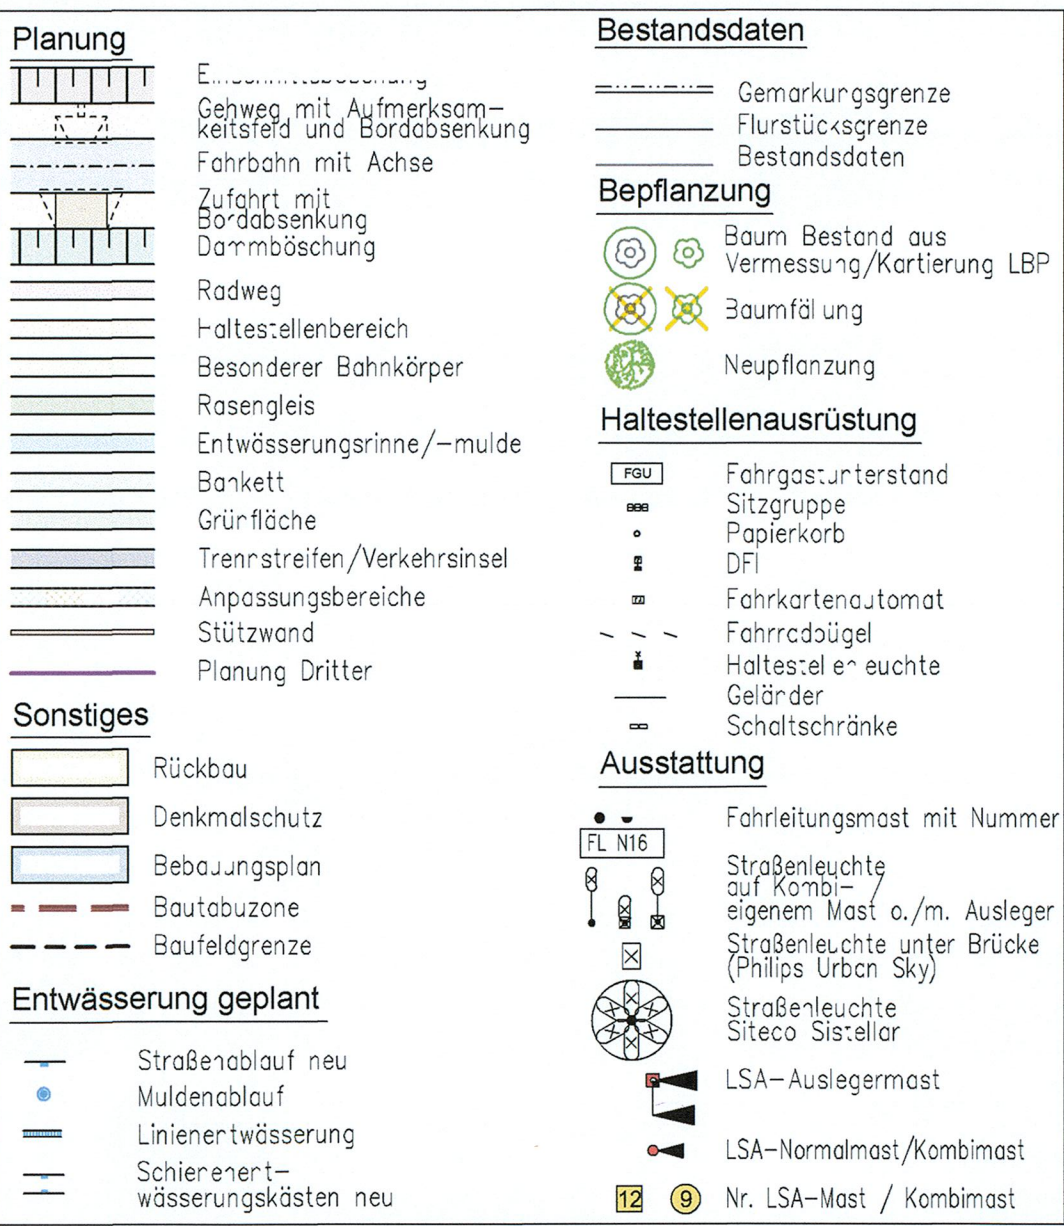 Planung
Gehweg mit Aufmerksam-
keitsfeld und Bordabsenkung
Fahrbahn mit Achse
Zufahrt mit
Bordabsenkung
Dammböschung
Radweg
Haltestellenbereich
Besonderer Bahnkörper
Rasengleis
Entwässerungsrinne/-mulde
Bankett
Grünfläche
Trennstreifen/Verkehrsinsel
Anpassungsbereiche
Stützwand
Planung Dritter
Sonstiges
Rückbau
Denkmalschutz
Bebauungsplan
Bautabuzone
Baufeldgrenze
Entwässerung geplant
Straßenablauf neu
Muldenablauf
Linienentwässerung
Schienenent-
wässerungskästen neu
Bestandsdaten
Gemarkungsgrenze
Flurstücksgrenze
Bestandsdaten
Bepflanzung
Baum Bestand aus
Vermessung/Kartierung LBP
Baumfällung
Neupflanzung
Haltestellenausrüstung
FGU Fahrgastunterstand
Sitzgruppe
Papierkorb
DFI
Fahrkartenautomat
Fahrradbügel
Haltestellenleuchte
Geländer
Schaltschränke
Ausstattung
Fahrleitungsmast mit Nummer
FL N16
Straßenleuchte
auf Kombi- /
eigenem Mast o./m. Ausleger
Straßenleuchte unter Brücke
(Philips Urban Sky)
Straßenleuchte
Siteco Sistellar
LSA-Auslegermast
LSA-Normalmast/Kombimast
12 9 Nr. LSA-Mast / Kombimast